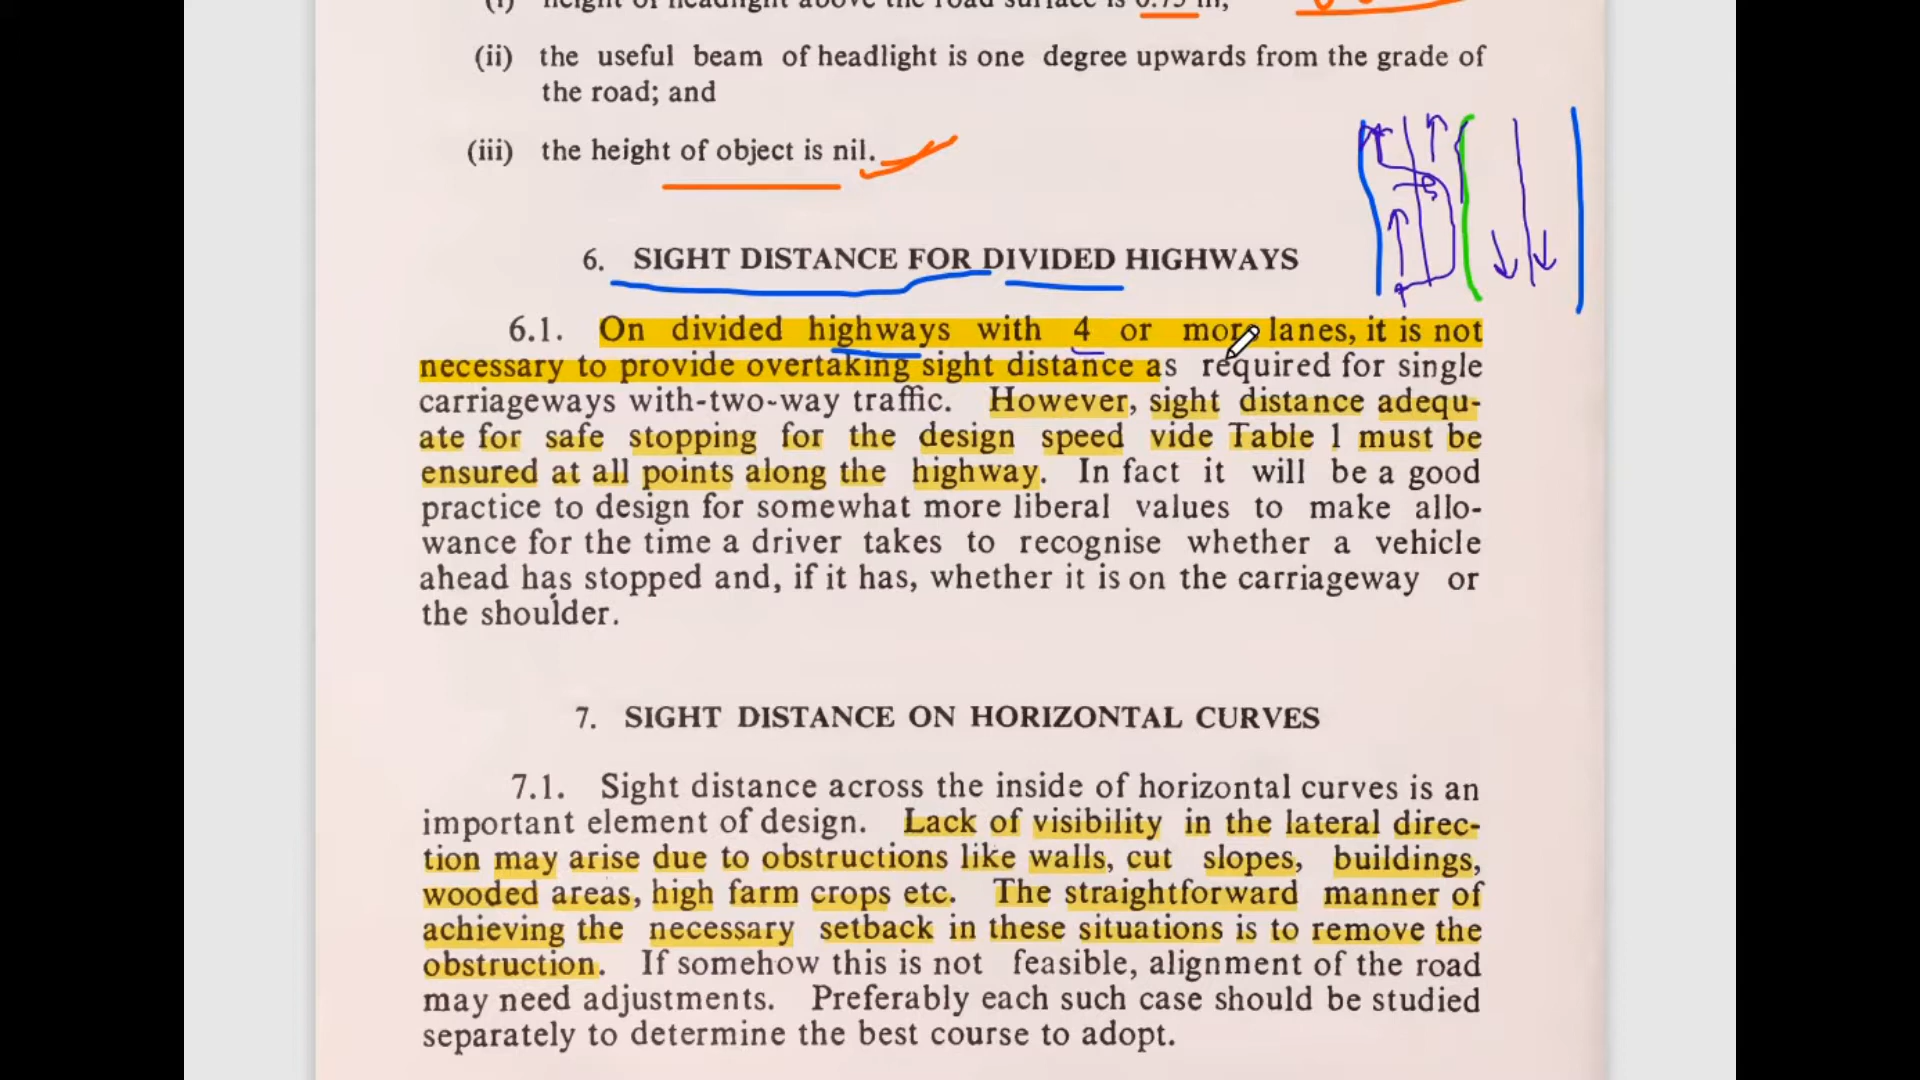 (i) height of headlight above the road surface is 0.75 m;
(ii) the useful beam of headlight is one degree upwards from the grade of
the road; and
(iii) the height of object is nil.
6. SIGHT DISTANCE FOR DIVIDED HIGHWAYS
6.1. On divided highways with 4 or more lanes, it is not
necessary to provide overtaking sight distance as required for single
carriageways with-two-way traffic. However, sight distance adequ-
ate for safe stopping for the design speed vide Table 1 must be
ensured at all points along the highway. In fact it will be a good
practice to design for somewhat more liberal values to make allo-
wance for the time a driver takes to recognise whether a vehicle
ahead has stopped and, if it has, whether it is on the carriageway or
the shoulder.
7. SIGHT DISTANCE ON HORIZONTAL CURVES
7.1. Sight distance across the inside of horizontal curves is an
important element of design. Lack of visibility in the lateral direc-
tion may arise due to obstructions like walls, cut slopes, buildings,
wooded areas, high farm crops etc. The straightforward manner of
achieving the necessary setback in these situations is to remove the
obstruction. If somehow this is not feasible, alignment of the road
may need adjustments. Preferably each such case should be studied
separately to determine the best course to adopt.